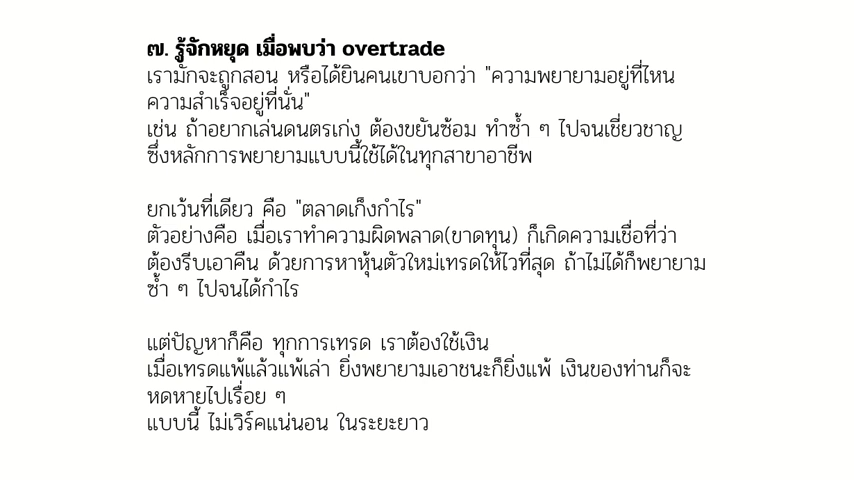 ๗. รู้จักหยุด เมื่อพบว่า overtrade
เรามักจะถูกสอน หรือได้ยินคนเขาบอกว่า "ความพยายามอยู่ที่ไหน
ความสำเร็จอยู่ที่นั่น"
เช่น ถ้าอยากเล่นดนตรเก่ง ต้องขยันซ้อม ทำซ้ำ ๆ ไปจนเชี่ยวชาญ
ซึ่งหลักการพยายามแบบนี้ใช้ได้ในทุกสาขาอาชีพ
ยกเว้นที่เดียว คือ "ตลาดเก็งกำไร"
ตัวอย่างคือ เมื่อเราทำความผิดพลาด(ขาดทุน) ก็เกิดความเชื่อที่ว่า
ต้องรีบเอาคืน ด้วยการหาหุ้นตัวใหม่เทรดให้ไวที่สุด ถ้าไม่ได้ก็พยายาม
ซ้ำ ๆ ไปจนได้กำไร
แต่ปัญหาก็คือ ทุกการเทรด เราต้องใช้เงิน
เมื่อเทรดแพ้แล้วแพ้เล่า ยิ่งพยายามเอาชนะก็ยิ่งแพ้ เงินของท่านก็จะ
หดหายไปเรื่อย ๆ
แบบนี้ ไม่เวิร์คแน่นอน ในระยะยาว